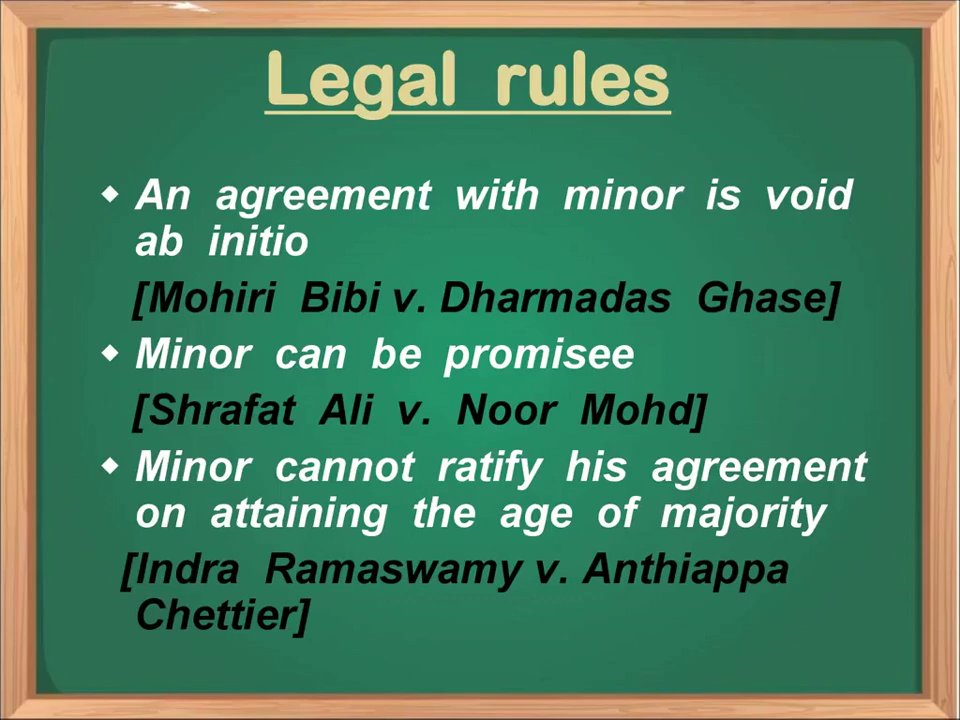 Legal rules
An agreement with minor is void
ab initio
[Mohiri Bibi v. Dharmadas Ghase]
Minor can be promisee
[Shrafat Ali v. Noor Mohd]
Minor cannot ratify his agreement
on attaining the age of majority
[Indra Ramaswamy v. Anthiappa
Chettier]